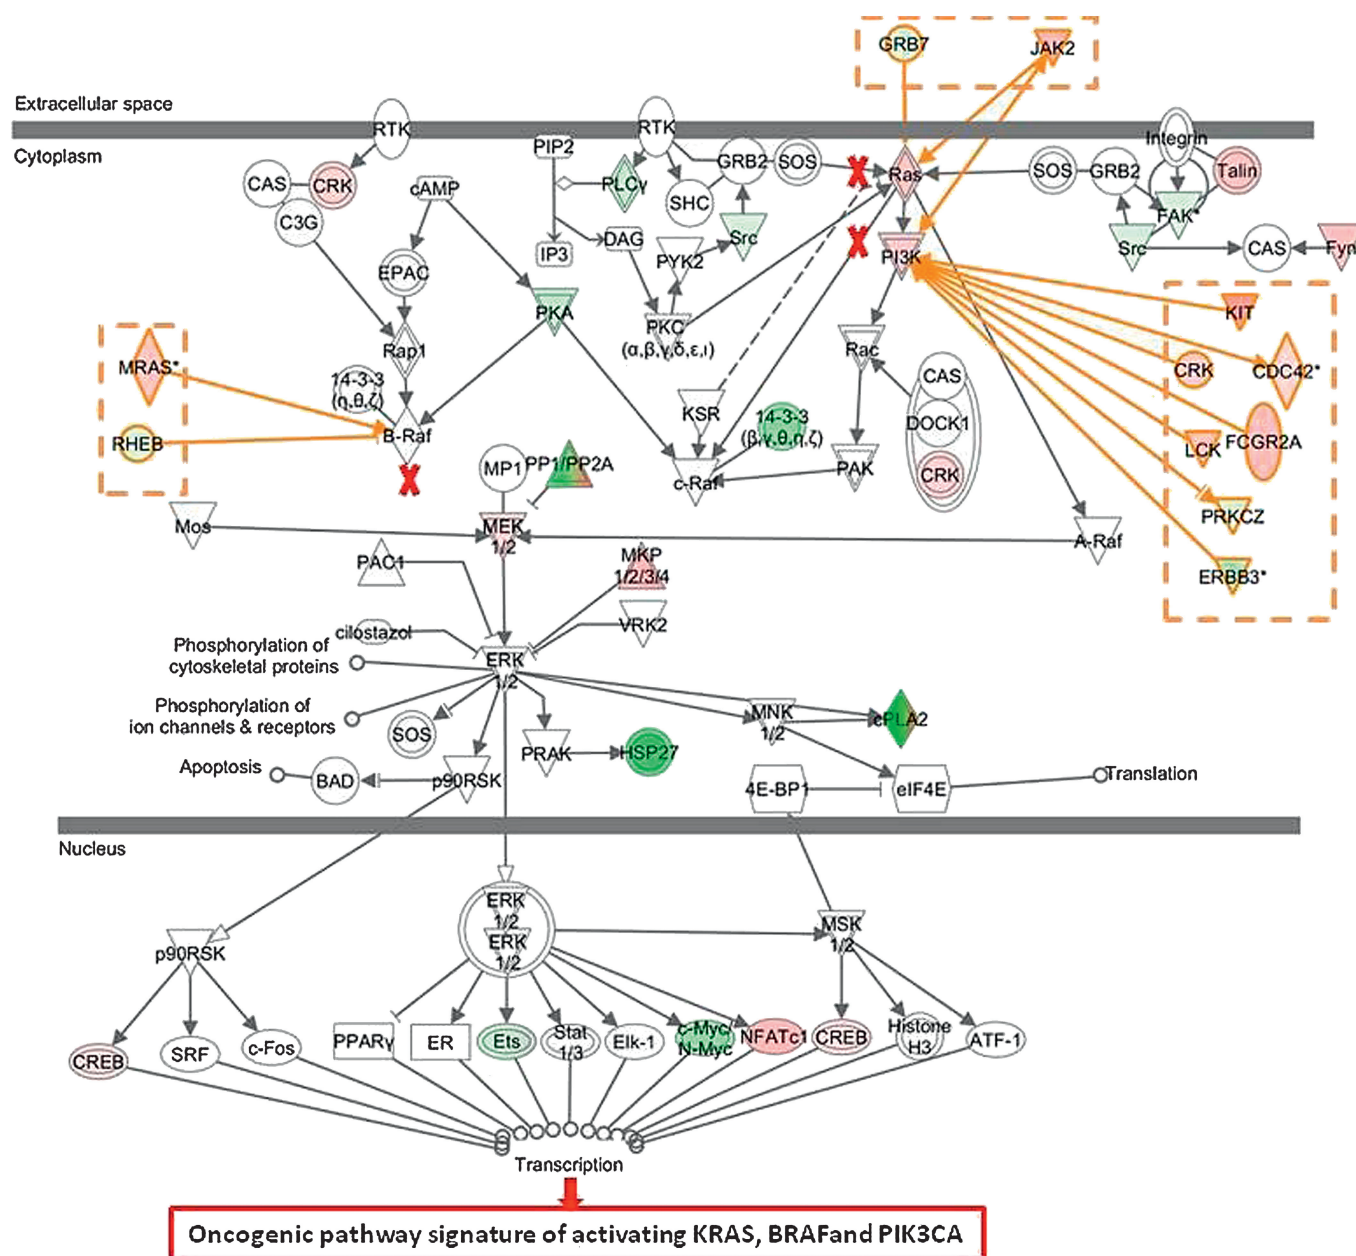 GRB7
JAK2
Extracellular space
Cytoplasm
RTK
CAS
CRK
C3G
cAMP
EPAC
Rap1
14-3-3
(η,θ,ζ)
B-Raf
MRAS*
RHEB
PIP2
IP3
DAG
PLCγ
RTK
SHC
GRB2
SOS
Src
PYK2
PKC
(α,β,γ,δ,ε,ι)
PKA
X
Ras
X
PI3K
SOS
GRB2
Integrin
Talin
FAK*
Src
CAS
Fyn
KIT
CRK
CDC42*
LCK
FCGR2A
PRKCZ
ERBB3*
Rac
CAS
DOCK1
CRK
PAK
KSR
14-3-3
(β,γ,θ,η,ζ)
c-Raf
A-Raf
X
MP1
PP1/PP2A
Mos
MEK
1/2
PAC1
MKP
1/2/3/4
VRK2
cilostazol
ERK
1/2
Phosphorylation of
cytoskeletal proteins
Phosphorylation of
ion channels & receptors
Apoptosis
BAD
SOS
p90RSK
PRAK
HSP27
MNK
1/2
cPLA2
4E-BP1
eIF4E
Translation
Nucleus
p90RSK
ERK
1/2
ERK
1/2
MSK
1/2
CREB
SRF
c-Fos
PPARγ
ER
Ets
Stat
1/3
Elk-1
c-Myc/
N-Myc
NFATc1
CREB
Histone
H3
ATF-1
Transcription
Oncogenic pathway signature of activating KRAS, BRAFand PIK3CA